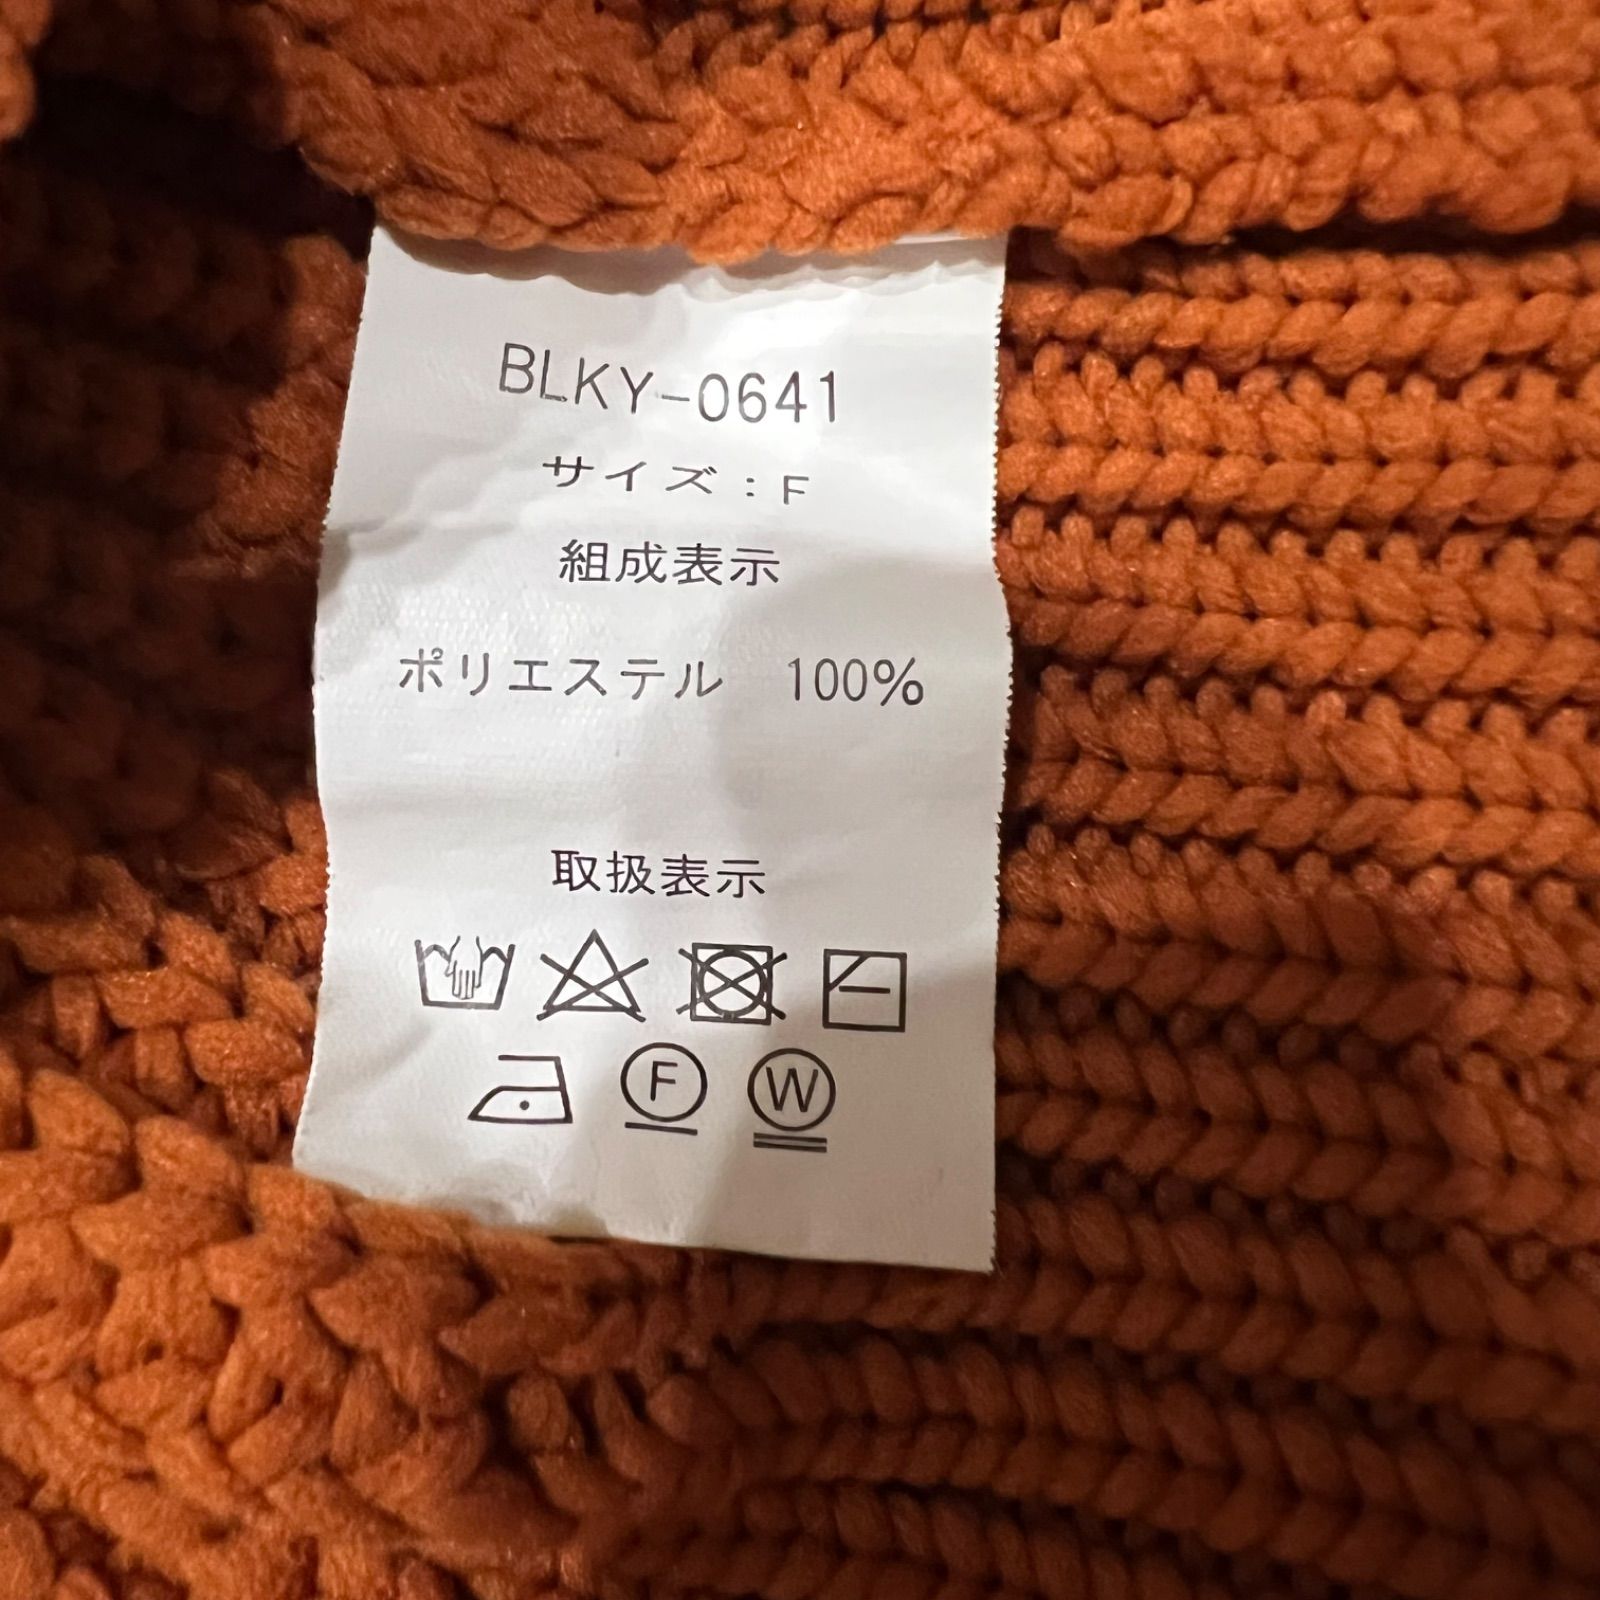 BLKY-0641
サイズ：F
組成表示
ポリエステル　100%
取扱表示
F W